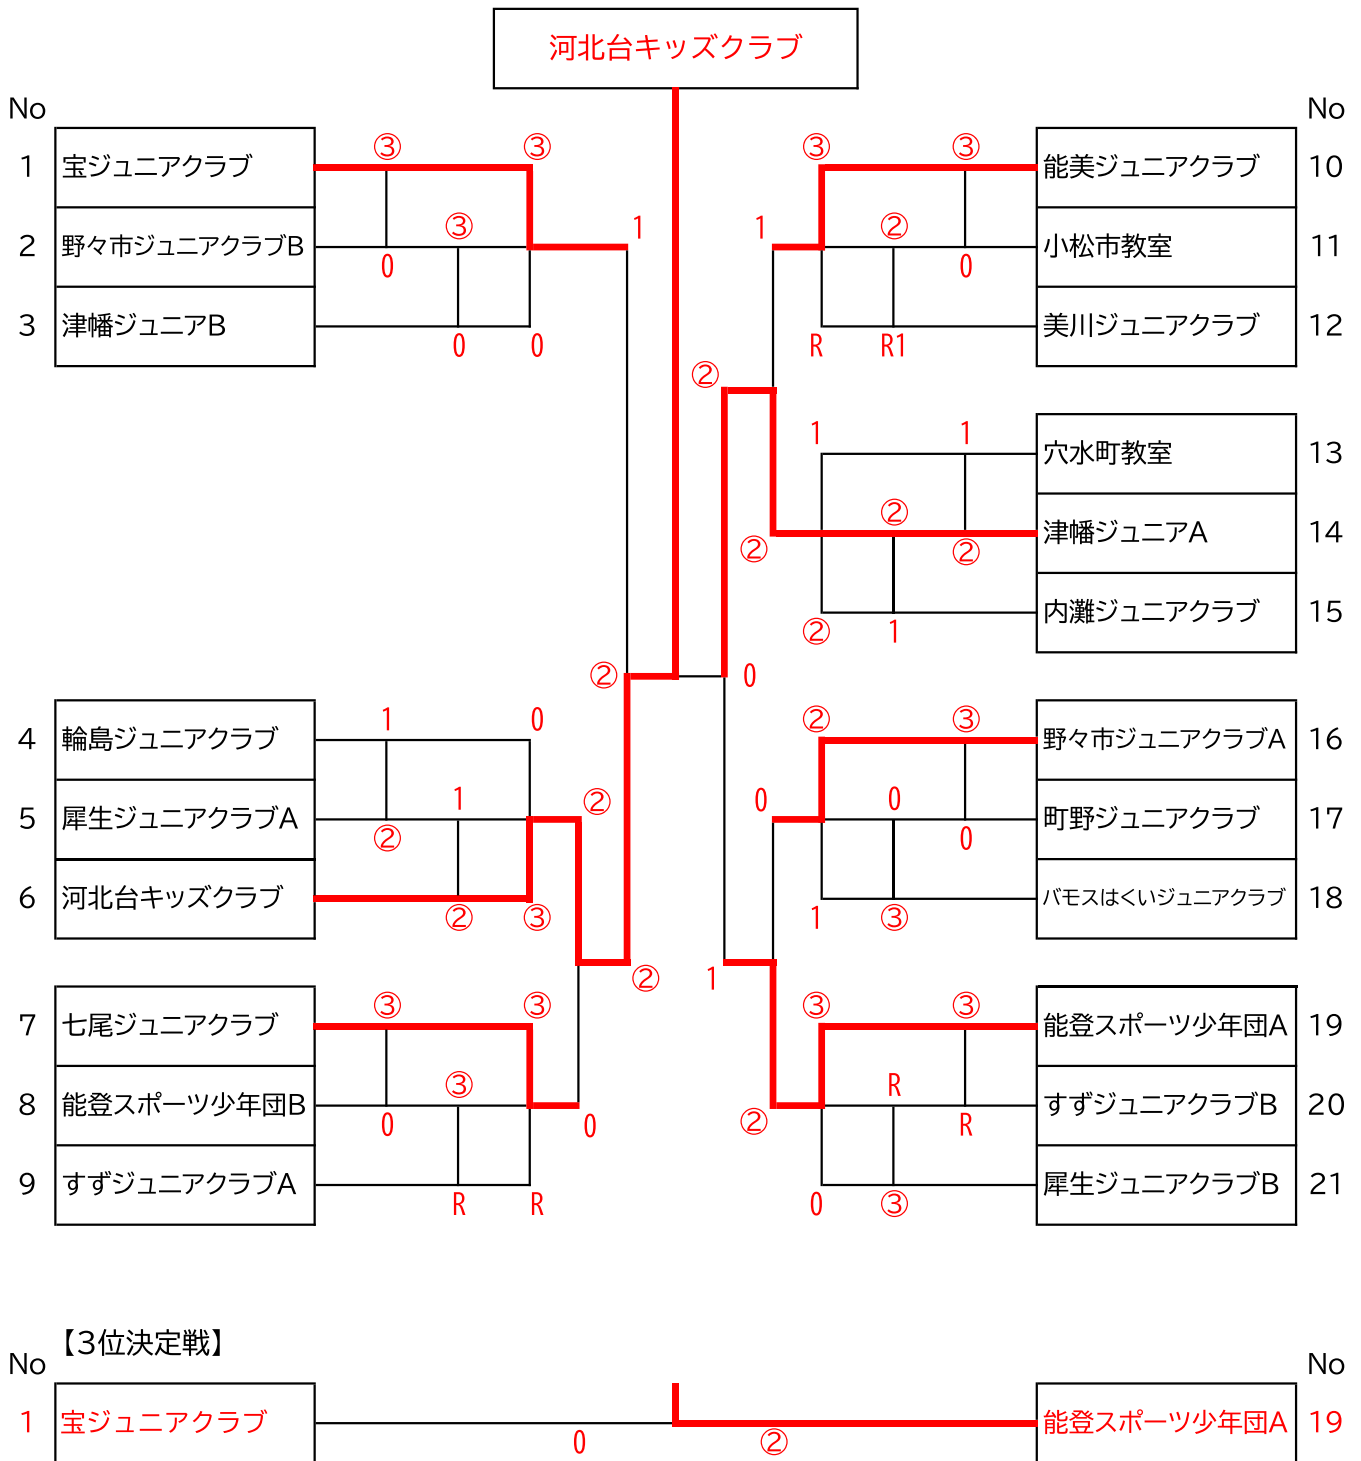 河北台キッズクラブ
No
No
1 宝ジュニアクラブ ③ ③
③ ③ 能美ジュニアクラブ 10
2 野々市ジュニアクラブB ③ 0 1
1 ② 0 小松市教室 11
3 津幡ジュニアB 0 0
R R1 美川ジュニアクラブ 12
②
1 1 穴水町教室 13
② ② ② 津幡ジュニアA 14
② 1 内灘ジュニアクラブ 15
② 0
4 輪島ジュニアクラブ 1 0
② ③ 野々市ジュニアクラブA 16
5 犀生ジュニアクラブA ② 1 ②
0 0 0 町野ジュニアクラブ 17
6 河北台キッズクラブ ② ③
1 ③ バモスはくいジュニアクラブ 18
② 1
7 七尾ジュニアクラブ ③ ③
③ ③ 能登スポーツ少年団A 19
8 能登スポーツ少年団B 0 ③ 0
② R R すずジュニアクラブB 20
9 すずジュニアクラブA R R
0 ③ 犀生ジュニアクラブB 21
【3位決定戦】
No
No
1 宝ジュニアクラブ 0 ② 能登スポーツ少年団A 19